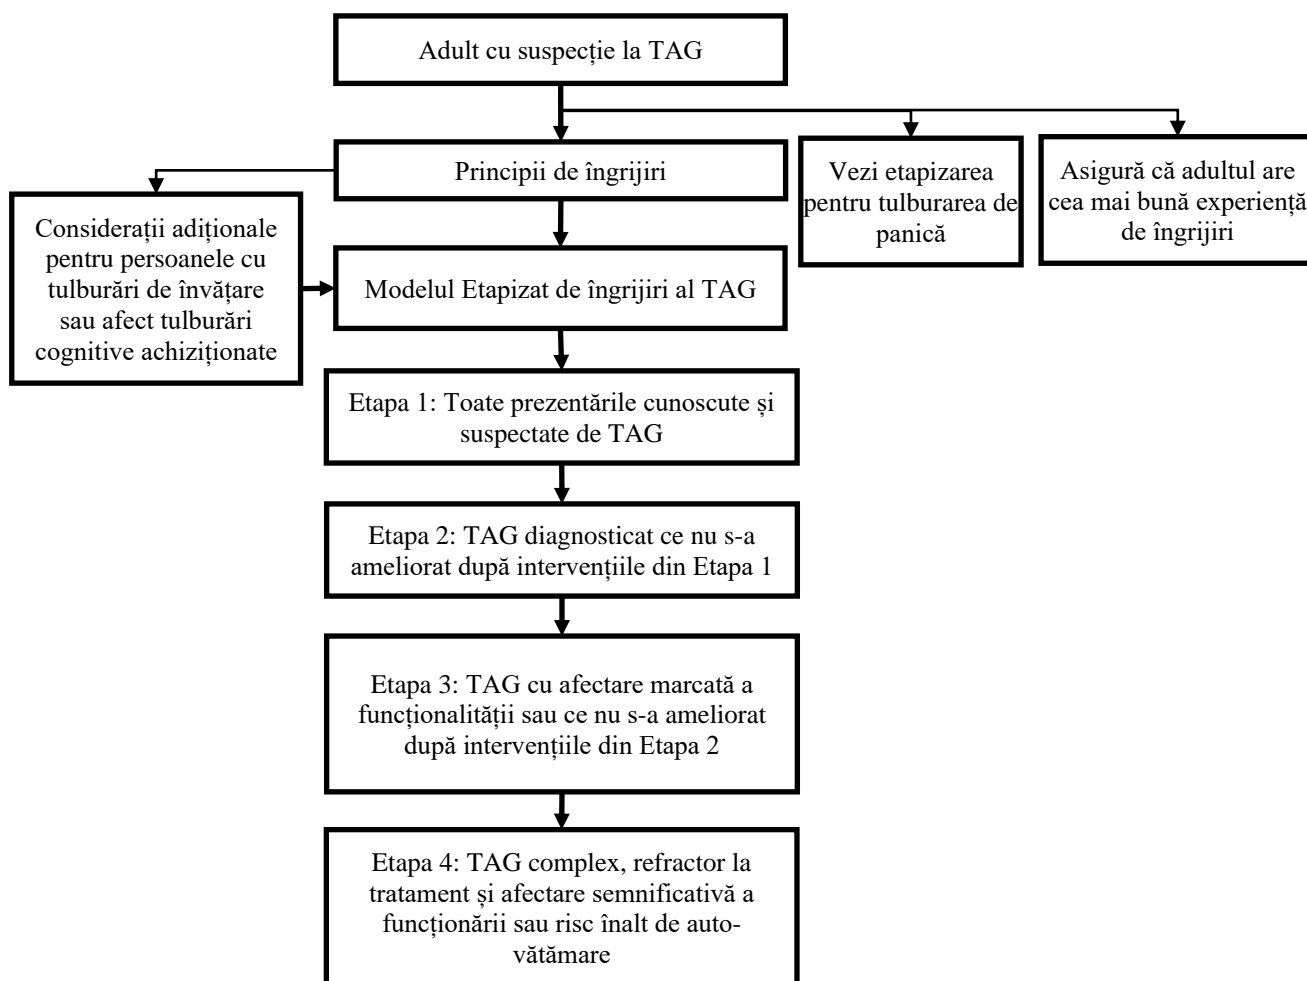 Adult cu suspecție la TAG
Principii de îngrijiri
Vezi etapizarea
pentru tulburarea de
panică
Asigură că adultul are
cea mai bună experiență
de îngrijiri
Considerații adiționale
pentru persoanele cu
tulburări de învățare
sau afect tulburări
cognitive achiziționate
Modelul Etapizat de îngrijiri al TAG
Etapa 1: Toate prezentările cunoscute și
suspectate de TAG
Etapa 2: TAG diagnosticat ce nu s-a
ameliorat după intervențiile din Etapa 1
Etapa 3: TAG cu afectare marcată a
funcționalității sau ce nu s-a ameliorat
după intervențiile din Etapa 2
Etapa 4: TAG complex, refractor la
tratament și afectare semnificativă a
funcționării sau risc înalt de auto-
vătămare